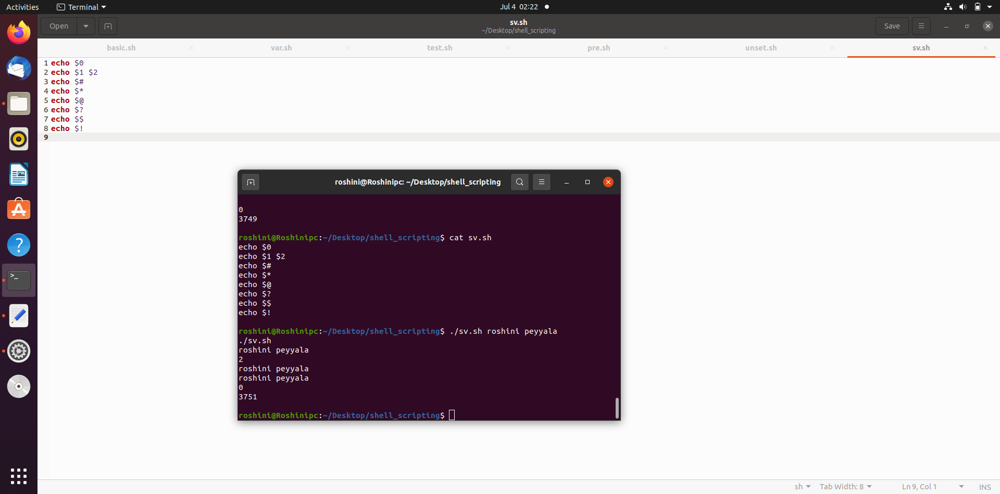 Activities Terminal Jul 4 02:22
Open sv.sh Save
~/Desktop/shell_scripting
basic.sh var.sh test.sh pre.sh unset.sh sv.sh
1 echo $0
2 echo $1 $2
3 echo $#
4 echo $*
5 echo $@
6 echo $?
7 echo $$
8 echo $!
9
roshini@Roshinipc: ~/Desktop/shell_scripting
0
3749
roshini@Roshinipc:~/Desktop/shell_scripting$ cat sv.sh
echo $0
echo $1 $2
echo $#
echo $*
echo $@
echo $?
echo $$
echo $!
roshini@Roshinipc:~/Desktop/shell_scripting$ ./sv.sh roshini peyyala
./sv.sh
roshini peyyala
2
roshini peyyala
roshini peyyala
0
3751
roshini@Roshinipc:~/Desktop/shell_scripting$
sh Tab Width: 8 Ln 9, Col 1 INS